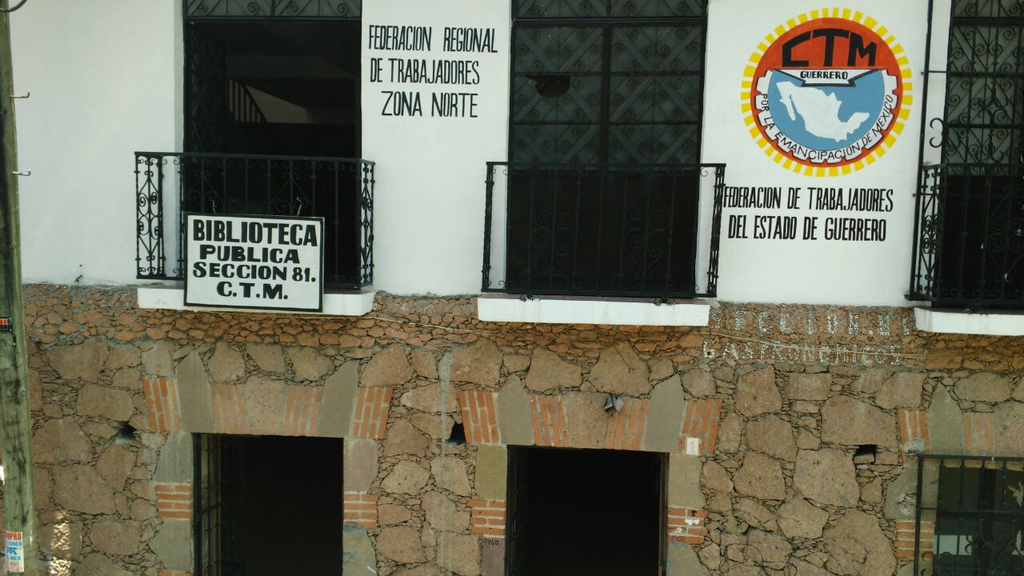 FEDERACION REGIONAL
DE TRABAJADORES
ZONA NORTE
CTM
GUERRERO
POR LA EMANCIPACION DE MEXICO
FEDERACION DE TRABAJADORES
DEL ESTADO DE GUERRERO
BIBLIOTECA
PUBLICA
SECCION 81.
C.T.M.
GASTRONOMICOS